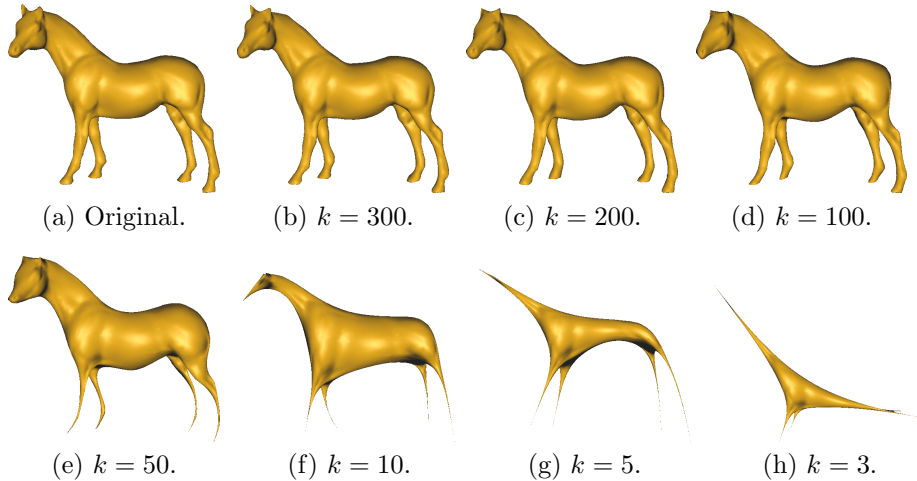 (a) Original.
(b) k = 300.
(c) k = 200.
(d) k = 100.
(e) k = 50.
(f) k = 10.
(g) k = 5.
(h) k = 3.